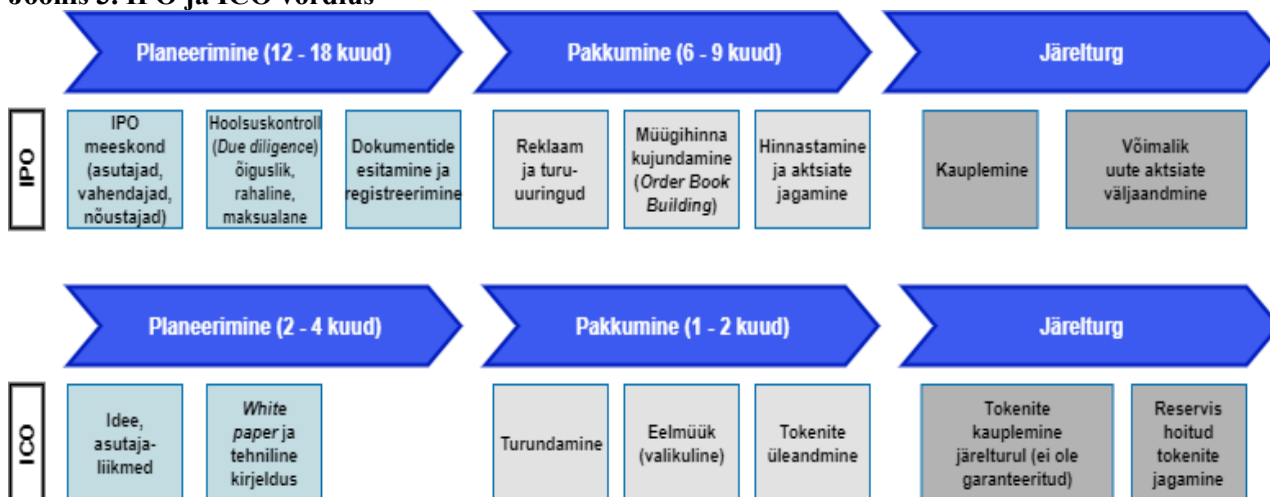 Joonis 3. IPO ja ICO võrdlus
Planeerimine (12 - 18 kuud)
Pakkumine (6 - 9 kuud)
Järelturg
IPO
IPO
meeskond
(asutajad,
vahendajad,
nõustajad)
Hoolsuskontroll
(Due diligence)
õiguslik,
rahaline,
maksualane
Dokumentide
esitamine ja
registreerimine
Reklaam
ja turu-
uuringud
Müügihinna
kujundamine
(Order Book
Building)
Hinnastamine
ja aktsiate
jagamine
Kauplemine
Võimalik
uute aktsiate
väljaandmine
Planeerimine (2 - 4 kuud)
Pakkumine (1 - 2 kuud)
Järelturg
ICO
Idee,
asutaja-
liikmed
White
paper ja
tehniline
kirjeldus
Turundamine
Eelmüük
(valikuline)
Tokenite
üleandmine
Tokenite
kauplemine
järelturul (ei ole
garanteeritud)
Reservis
hoitud
tokenite
jagamine